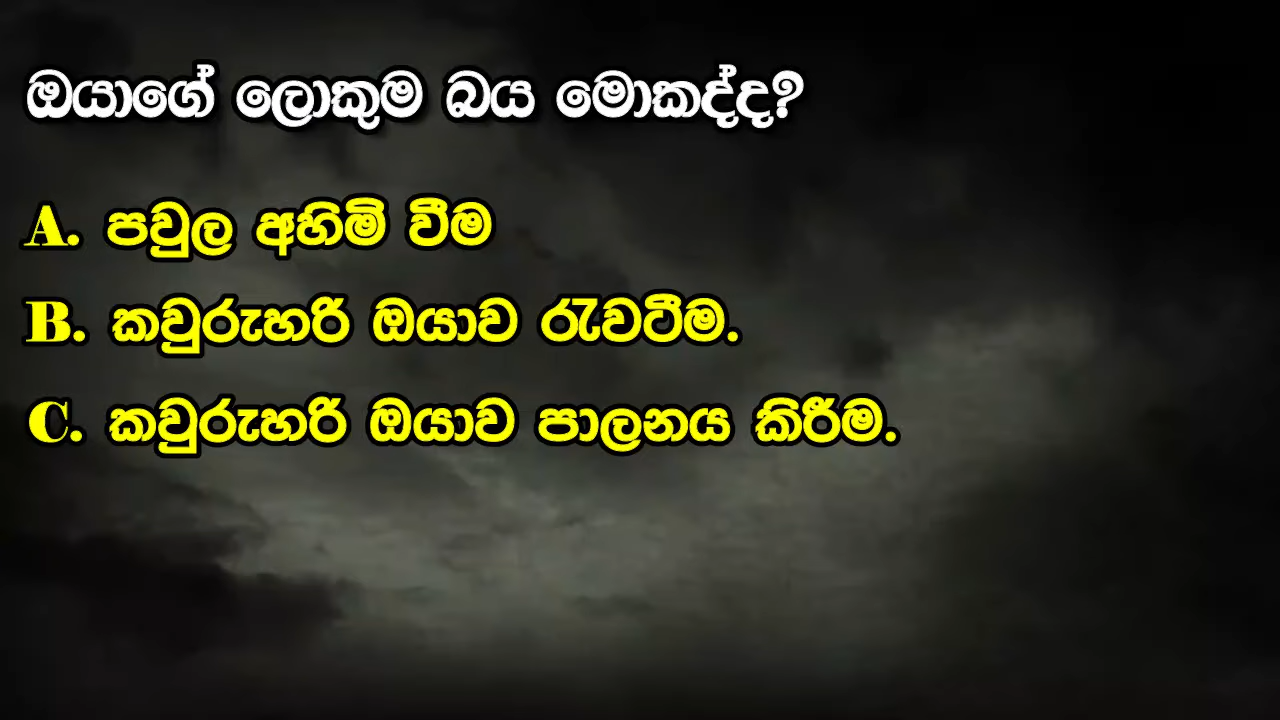 ඔයාගේ ලොකුම බය මොකද්ද?
A. පවුල අහිමි වීම
B. කවුරුහරි ඔයාව රැවටීම.
C. කවුරුහරි ඔයාව පාලනය කිරීම.